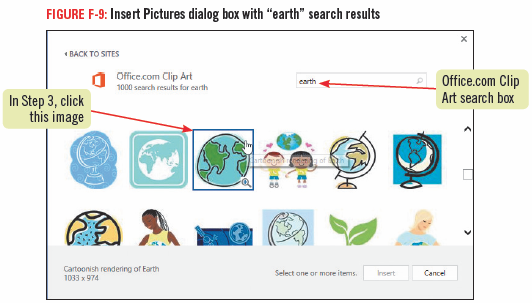 FIGURE F-9: Insert Pictures dialog box with “earth” search results
BACK TO SITES
Office.com Clip Art
1000 search results for earth
earth
Office.com Clip
Art search box
In Step 3, click
this image
Cartoonish rendering of Earth
Cartoonish rendering of Earth
1033 x 974
Select one or more items.
Insert
Cancel